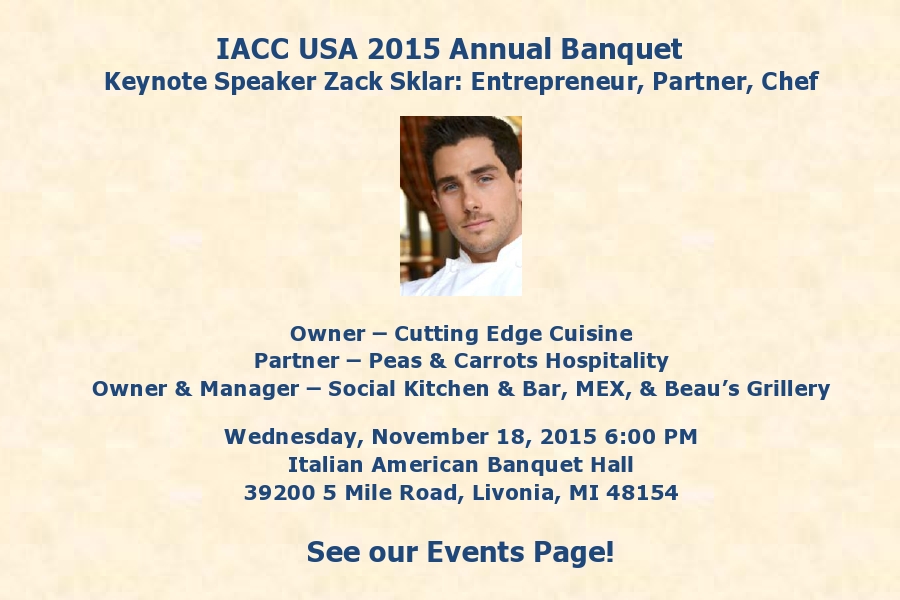 IACC USA 2015 Annual Banquet
Keynote Speaker Zack Sklar: Entrepreneur, Partner, Chef
Owner – Cutting Edge Cuisine
Partner – Peas & Carrots Hospitality
Owner & Manager – Social Kitchen & Bar, MEX, & Beau’s Grillery
Wednesday, November 18, 2015 6:00 PM
Italian American Banquet Hall
39200 5 Mile Road, Livonia, MI 48154
See our Events Page!